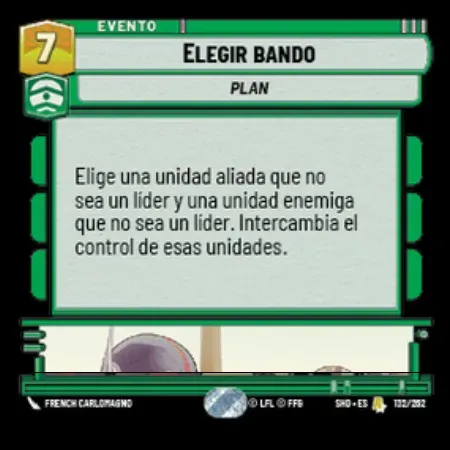 EVENTO
7
ELEGIR BANDO
PLAN
Elige una unidad aliada que no
sea un líder y una unidad enemiga
que no sea un líder. Intercambia el
control de esas unidades.
FRENCH CARLOMAGNO
© LFL © FFG
SHD • ES 132/262